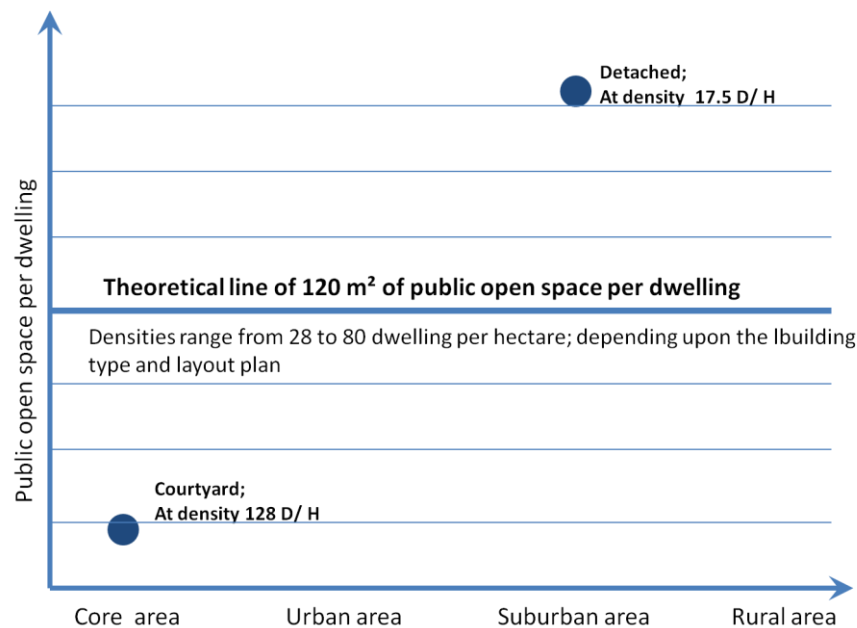 Public open space per dwelling
Detached;
At density 17.5 D/ H
Theoretical line of 120 m² of public open space per dwelling
Densities range from 28 to 80 dwelling per hectare; depending upon the lbuilding
type and layout plan
Courtyard;
At density 128 D/ H
Core area
Urban area
Suburban area
Rural area